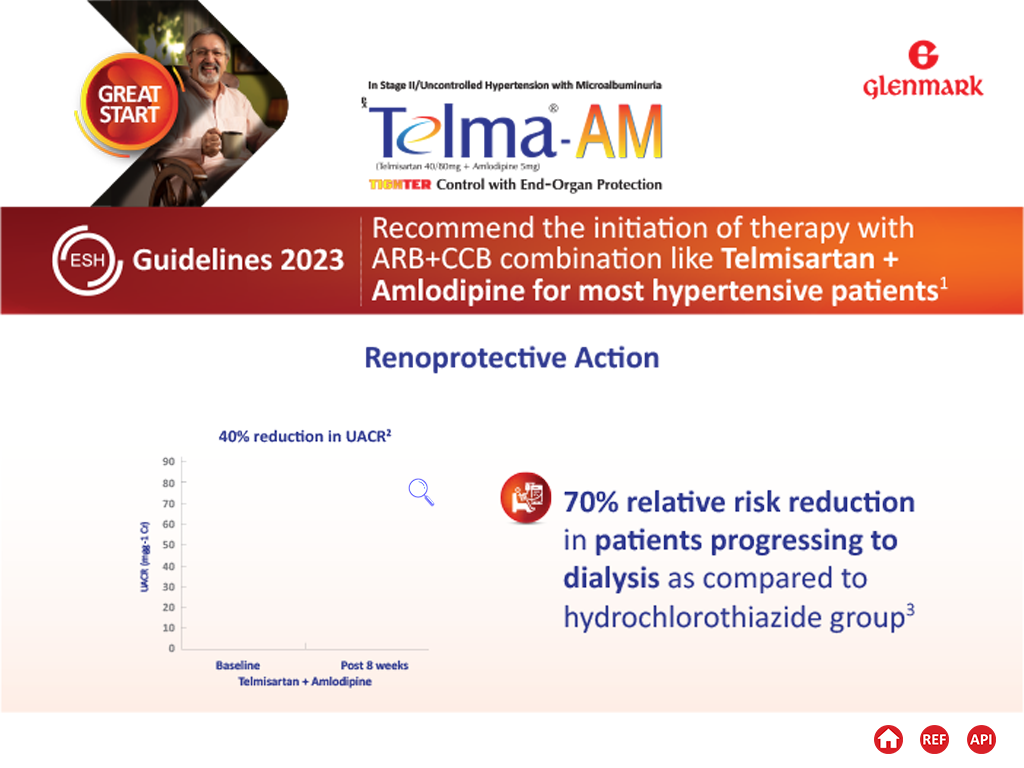 GREAT
START
In Stage II/Uncontrolled Hypertension with Microalbuminuria
℞
Telma®-AM
(Telmisartan 40/80mg + Amlodipine 5mg)
TIGHTER Control with End-Organ Protection
glenmark
ESH
Guidelines 2023
Recommend the initiation of therapy with
ARB+CCB combination like Telmisartan +
Amlodipine for most hypertensive patients¹
Renoprotective Action
40% reduction in UACR²
90
80
70
60
50
40
30
20
10
0
UACR (mgg-1 Cr)
Baseline
Post 8 weeks
Telmisartan + Amlodipine
70% relative risk reduction
in patients progressing to
dialysis as compared to
hydrochlorothiazide group³
REF
API